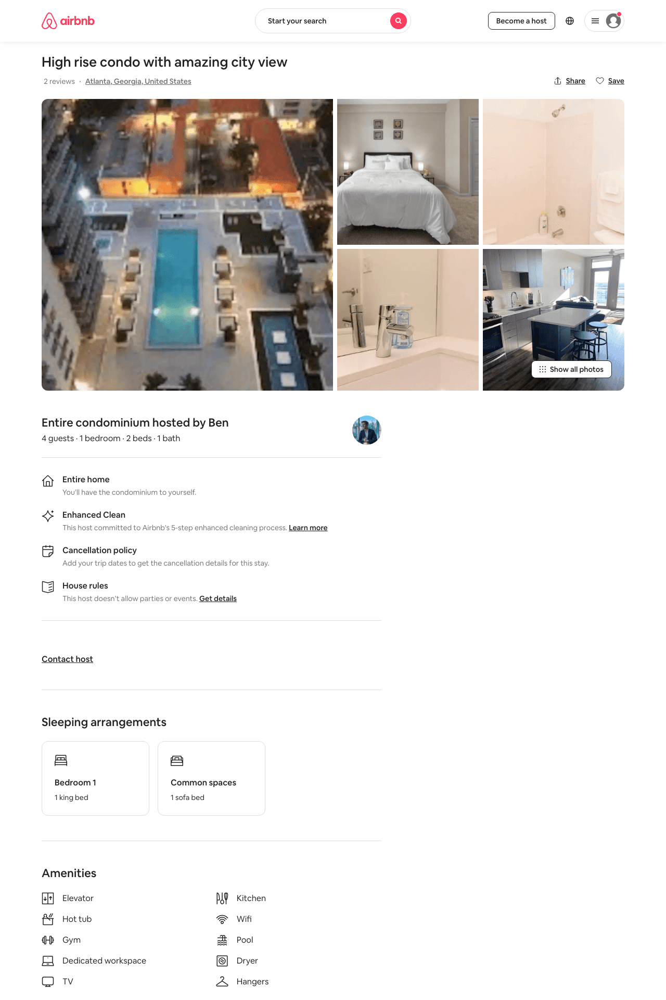 airbnb
Start your search
Become a host
High rise condo with amazing city view
2 reviews · Atlanta, Georgia, United States
Share
Save
Show all photos
Entire condominium hosted by Ben
4 guests · 1 bedroom · 2 beds · 1 bath
Entire home
You’ll have the condominium to yourself.
Enhanced Clean
This host committed to Airbnb's 5-step enhanced cleaning process. Learn more
Cancellation policy
Add your trip dates to get the cancellation details for this stay.
House rules
This host doesn’t allow parties or events. Get details
Contact host
Sleeping arrangements
Bedroom 1
1 king bed
Common spaces
1 sofa bed
Amenities
Elevator
Kitchen
Hot tub
Wifi
Gym
Pool
Dedicated workspace
Dryer
TV
Hangers